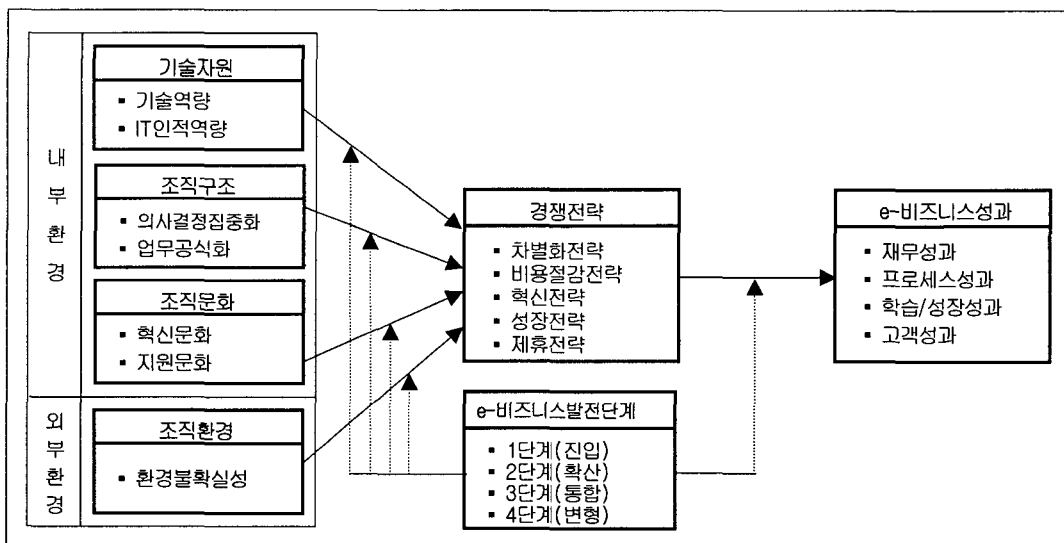 내부환경
기술자원
▪ 기술역량
▪ IT인적역량
조직구조
▪ 의사결정집중화
▪ 업무공식화
조직문화
▪ 혁신문화
▪ 지원문화
외부환경
조직환경
▪ 환경불확실성
경쟁전략
▪ 차별화전략
▪ 비용절감전략
▪ 혁신전략
▪ 성장전략
▪ 제휴전략
e-비즈니스발전단계
▪ 1단계(진입)
▪ 2단계(확산)
▪ 3단계(통합)
▪ 4단계(변형)
e-비즈니스성과
▪ 재무성과
▪ 프로세스성과
▪ 학습/성장성과
▪ 고객성과